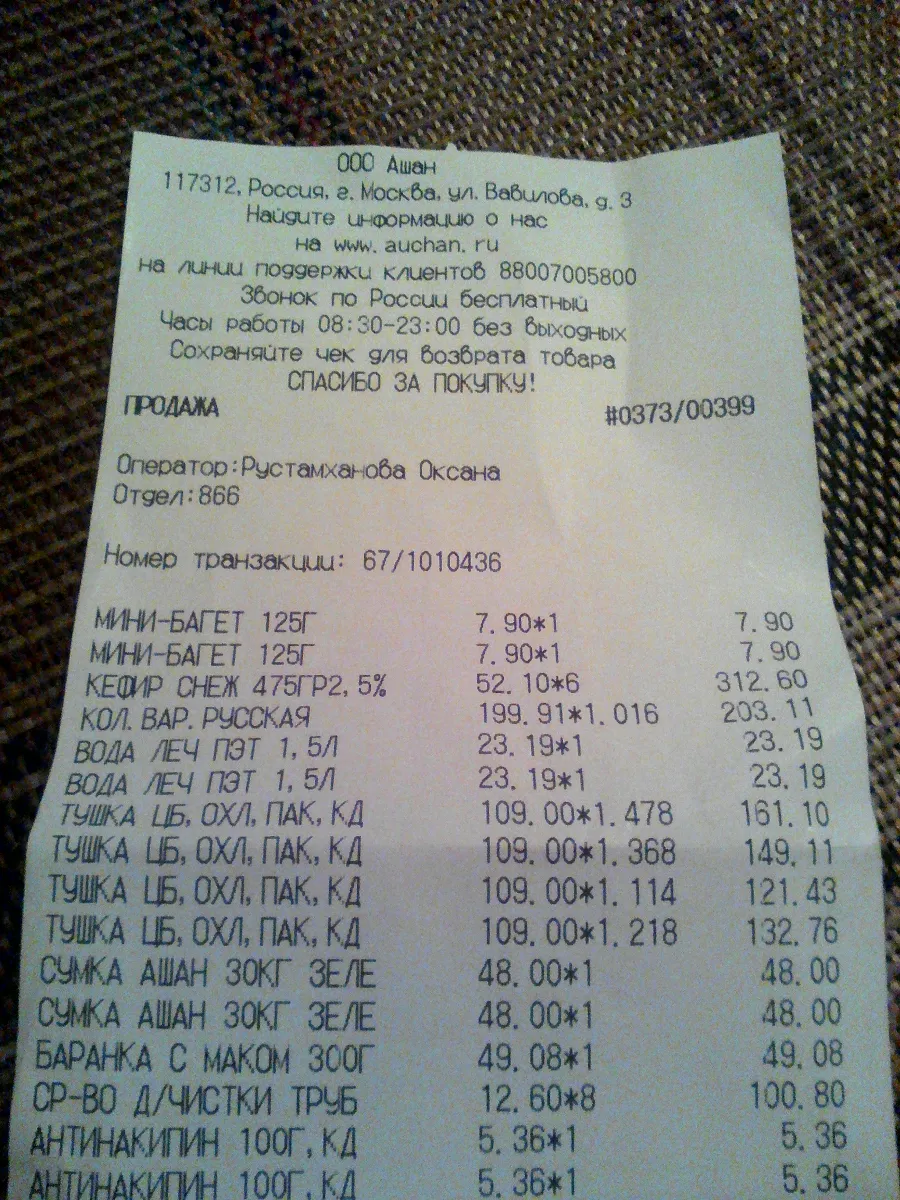 ООО Ашан
117312, Россия, г. Москва, ул. Вавилова, д. 3
Найдите информацию о нас
на www. auchan. ru
на линии поддержки клиентов 88007005800
Звонок по России бесплатный
Часы работы 08:30-23:00 без выходных
Сохраняйте чек для возврата товара
СПАСИБО ЗА ПОКУПКУ!
ПРОДАЖА #0373/00399
Оператор:Рустамханова Оксана
Отдел:866
Номер транзакции: 67/1010436
МИНИ-БАГЕТ 125Г 7.90*1 7.90
МИНИ-БАГЕТ 125Г 7.90*1 7.90
КЕФИР СНЕЖ 475ГР2,5% 52.10*6 312.60
КОЛ.ВАР.РУССКАЯ 199.91*1.016 203.11
ВОДА ЛЕЧ ПЭТ 1,5Л 23.19*1 23.19
ВОДА ЛЕЧ ПЭТ 1,5Л 23.19*1 23.19
ТУШКА ЦБ,ОХЛ,ПАК,КД 109.00*1.478 161.10
ТУШКА ЦБ,ОХЛ,ПАК,КД 109.00*1.368 149.11
ТУШКА ЦБ,ОХЛ,ПАК,КД 109.00*1.114 121.43
ТУШКА ЦБ,ОХЛ,ПАК,КД 109.00*1.218 132.76
СУМКА АШАН 30КГ ЗЕЛЕ 48.00*1 48.00
СУМКА АШАН 30КГ ЗЕЛЕ 48.00*1 48.00
БАРАНКА С МАКОМ 300Г 49.08*1 49.08
СР-ВО Д/ЧИСТКИ ТРУБ 12.60*8 100.80
АНТИНАКИПИН 100Г,КД 5.36*1 5.36
АНТИНАКИПИН 100Г,КД 5.36*1 5.36